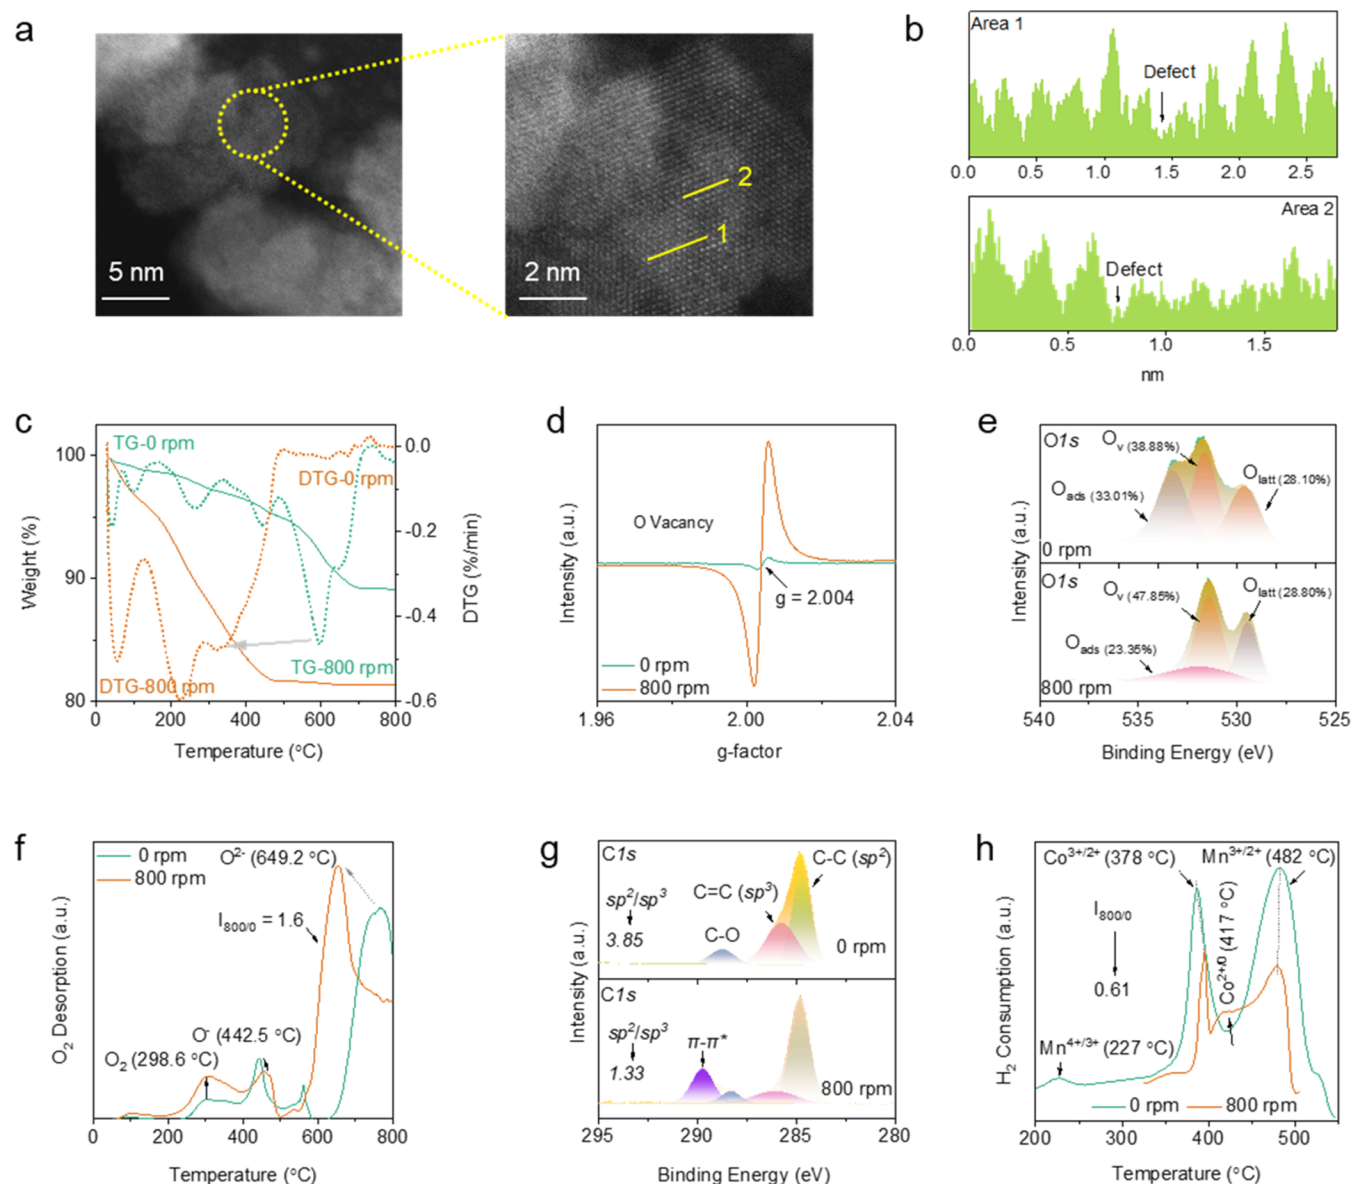 a
5 nm
2 nm
2
1
b
Area 1
Defect
0.0 0.5 1.0 1.5 2.0 2.5
Area 2
Defect
0.0 0.5 1.0 1.5
nm
c
TG-0 rpm
DTG-0 rpm
TG-800 rpm
DTG-800 rpm
100
90
80
0.0
-0.2
-0.4
-0.6
Weight (%)
DTG (%/min)
0 200 400 600 800
Temperature (°C)
d
O Vacancy
g = 2.004
0 rpm
800 rpm
Intensity (a.u.)
1.96 2.00 2.04
g-factor
e
O1s
Ov (38.88%)
Oads (33.01%)
Olatt (28.10%)
0 rpm
O1s
Ov (47.85%)
Olatt (28.80%)
Oads (23.35%)
800 rpm
Intensity (a.u.)
540 535 530 525
Binding Energy (eV)
f
0 rpm
800 rpm
O2- (649.2 °C)
I800/0 = 1.6
O- (442.5 °C)
O2 (298.6 °C)
O2 Desorption (a.u.)
0 200 400 600 800
Temperature (°C)
g
C1s
C-C (sp2)
C=C (sp3)
sp2/sp3
3.85
C-O
0 rpm
C1s
sp2/sp3
1.33
π-π*
800 rpm
Intensity (a.u.)
295 290 285 280
Binding Energy (eV)
h
Co3+/2+ (378 °C)
Mn3+/2+ (482 °C)
I800/0
0.61
Co2+/0 (417 °C)
Mn4+/3+ (227 °C)
0 rpm
800 rpm
H2 Consumption (a.u.)
200 300 400 500
Temperature (°C)